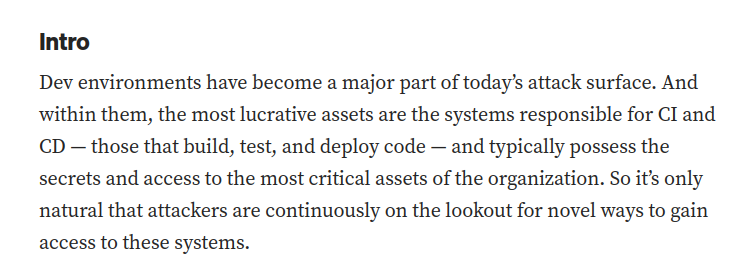 Intro
Dev environments have become a major part of today’s attack surface. And
within them, the most lucrative assets are the systems responsible for CI and
CD — those that build, test, and deploy code — and typically possess the
secrets and access to the most critical assets of the organization. So it’s only
natural that attackers are continuously on the lookout for novel ways to gain
access to these systems.